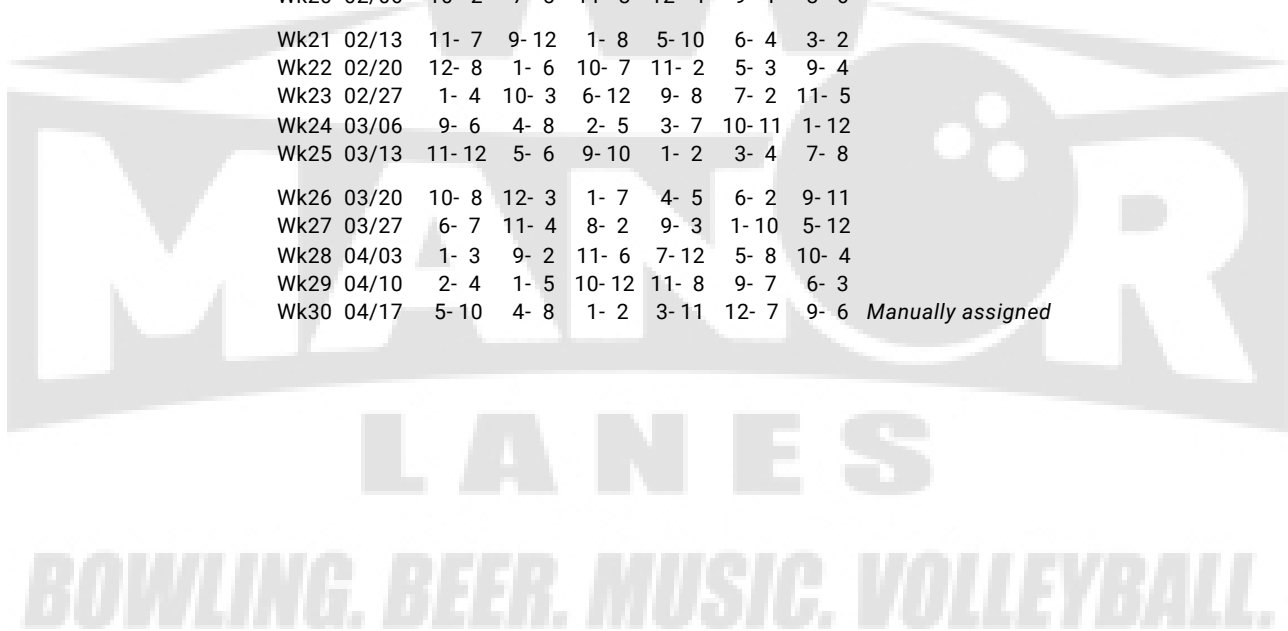 Wk21 02/13 11- 7 9-12 1- 8 5-10 6- 4 3- 2
Wk22 02/20 12- 8 1- 6 10- 7 11- 2 5- 3 9- 4
Wk23 02/27 1- 4 10- 3 6-12 9- 8 7- 2 11- 5
Wk24 03/06 9- 6 4- 8 2- 5 3- 7 10-11 1-12
Wk25 03/13 11-12 5- 6 9-10 1- 2 3- 4 7- 8
Wk26 03/20 10- 8 12- 3 1- 7 4- 5 6- 2 9-11
Wk27 03/27 6- 7 11- 4 8- 2 9- 3 1-10 5-12
Wk28 04/03 1- 3 9- 2 11- 6 7-12 5- 8 10- 4
Wk29 04/10 2- 4 1- 5 10-12 11- 8 9- 7 6- 3
Wk30 04/17 5-10 4- 8 1- 2 3-11 12- 7 9- 6 Manually assigned
MANOR
LANES
BOWLING. BEER. MUSIC. VOLLEYBALL.